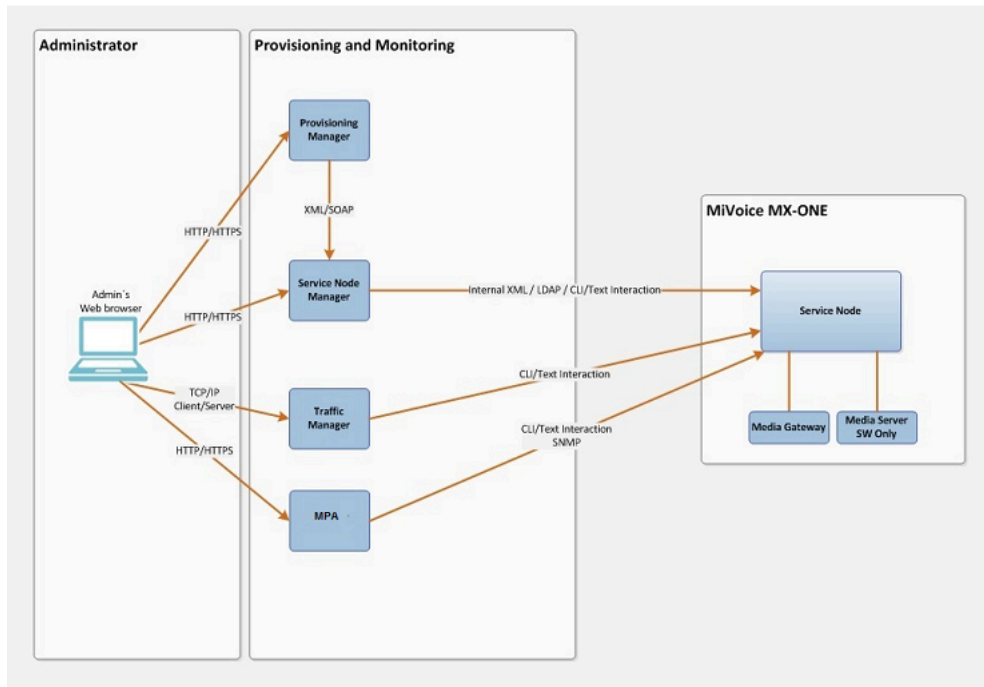 Administrator
Provisioning and Monitoring
Provisioning
Manager
XML/SOAP
HTTP/HTTPS
MiVoice MX-ONE
Admin´s
Web browser
Service Node
Manager
Internal XML / LDAP / CLI/Text Interaction
HTTP/HTTPS
Service Node
CLI/Text Interaction
TCP/IP
Client/Server
Traffic
Manager
Media Gateway
Media Server
SW Only
CLI/Text Interaction
SNMP
HTTP/HTTPS
MPA